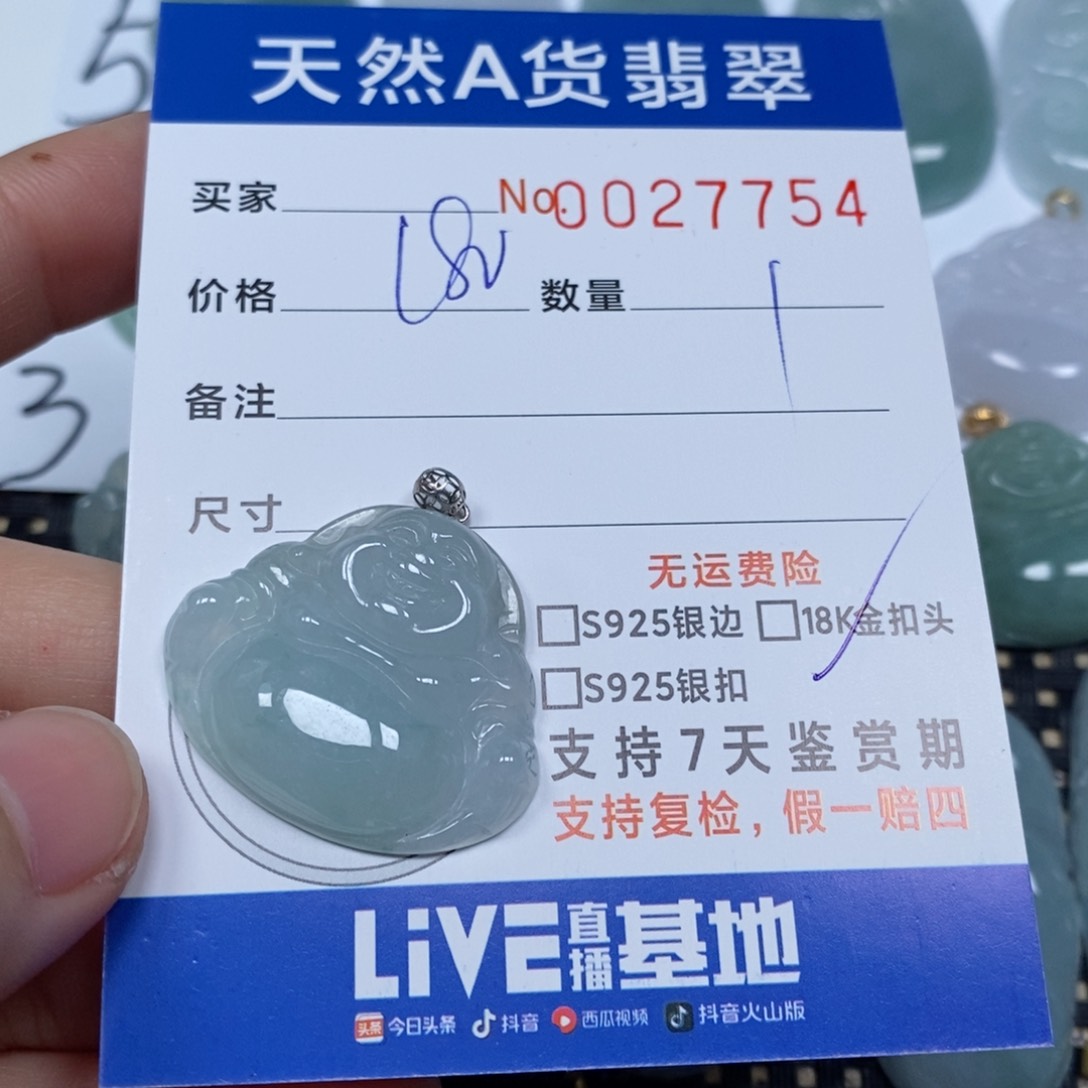 5
3
天然A货翡翠
买家 No.0027754
价格 数量 1
备注
尺寸
无运费险
□S925银边 □18K金扣头
□S925银扣
支持7天鉴赏期
支持复检，假一赔四
LiVE直播基地
头条 今日头条 抖音 西瓜视频 抖音火山版